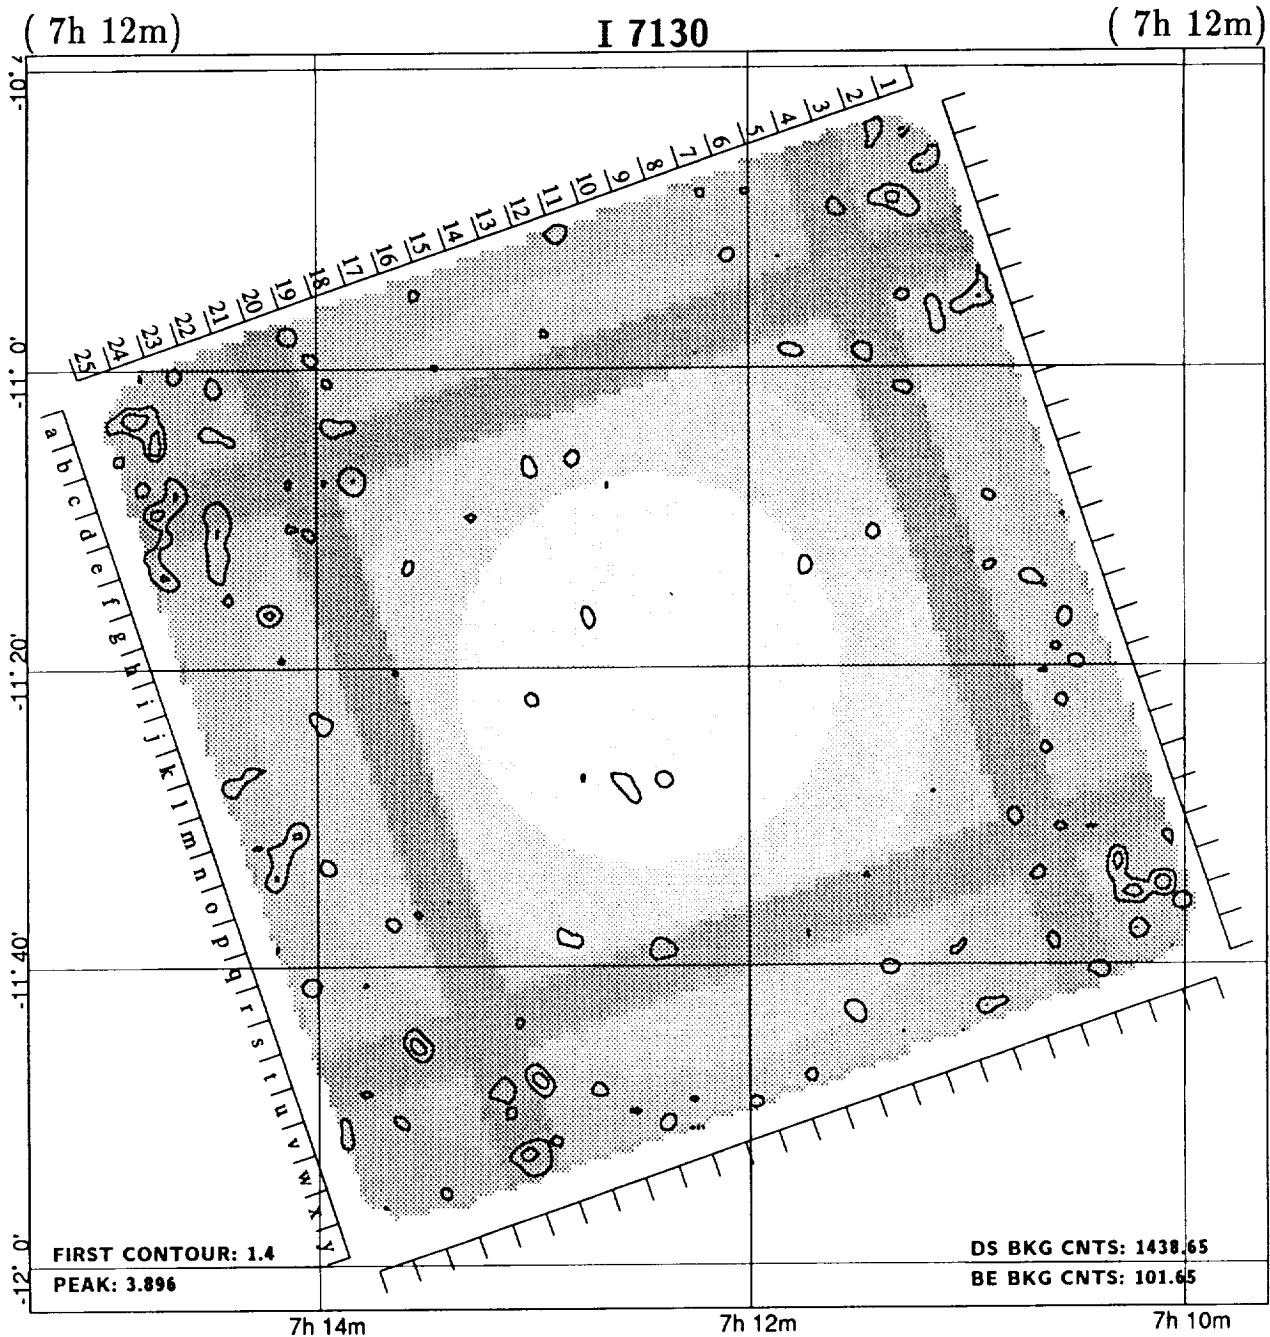 ( 7h 12m)
I 7130
( 7h 12m)
1 2 3 4 5 6 7 8 9 10 11 12 13 14 15 16 17 18 19 20 21 22 23 24 25
-11° 0'
-11° 20'
-11° 40'
-12° 0'
a b c d e f g h i j k l m n o p q r s t u v w x y
FIRST CONTOUR: 1.4
PEAK: 3.896
DS BKG CNTS: 1438.65
BE BKG CNTS: 101.65
7h 14m
7h 12m
7h 10m